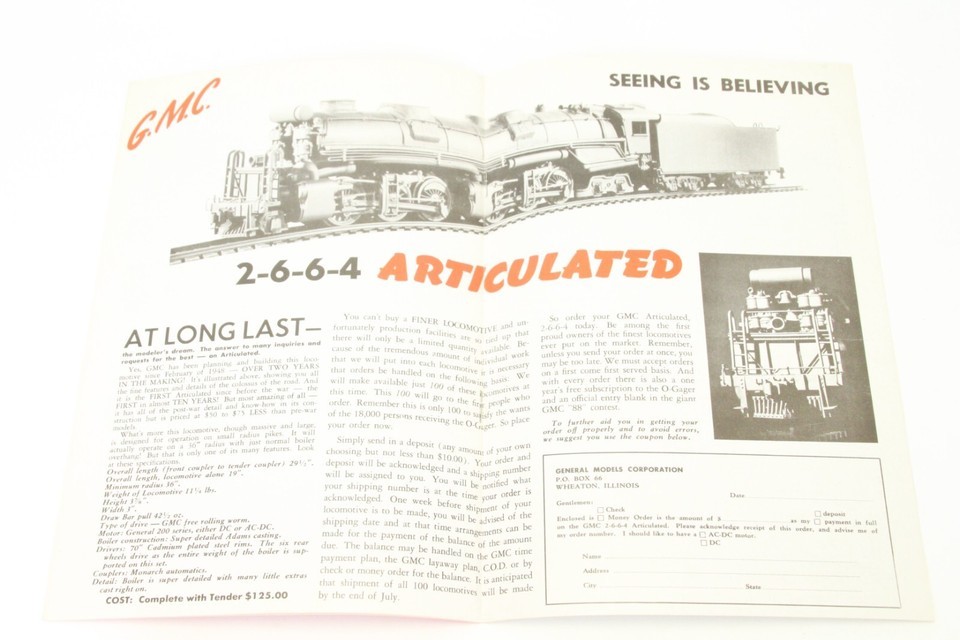 G.M.C.
SEEING IS BELIEVING
2-6-6-4 ARTICULATED
AT LONG LAST—
the modeler's dream. The answer to many inquiries and
requests for the best — an Articulated.
Yes, GMC has been planning and building this loco-
motive since February of 1948 — OVER TWO YEARS
IN THE MAKING! It's illustrated above, showing you all
the fine features and details of the colossus of the road. And
it is the FIRST Articulated since before the war — the
FIRST in almost TEN YEARS! But most amazing of all —
it has all of the post-war detail and know-how in its con-
struction but is priced at $50 to $75 LESS than pre-war
models.
What's more this locomotive, though massive and large,
is designed for operation on small radius pikes. It will
actually operate on a 36" radius with just normal boiler
overhang! But that is only one of its many features. Look
at these specifications.
Overall length (front coupler to tender coupler) 29½".
Overall length, locomotive alone 19".
Minimum radius 36".
Weight of Locomotive 11¼ lbs.
Height
Width 3".
Draw Bar pull 42½ oz.
Type of drive — GMC free rolling worm.
Motor: General 200 series, either DC or AC-DC.
Boiler construction: Super detailed Adams casting.
Drivers: 70" Cadmium plated steel rims. The six rear
wheels drive as the entire weight of the boiler is sup-
ported on this set.
Couplers: Monarch automatics.
Detail: Boiler is super detailed with many little extras
cast right on.
COST: Complete with Tender $125.00
You can't buy a FINER LOCOMOTIVE and un-
fortunately production facilities are so tied up that
there will only be a limited quantity available. Be-
cause of the tremendous amount of individual work
that we will put into each locomotive it is necessary
that orders be handled on the following basis. We
will make available just 100 of these locomotives at
this time. This 100 will go to the first people who
order. Remember there is only 100 to supply the wants
of the 18,000 persons receiving the O-Gager. So place
your order now.
Simply send in a deposit (any amount of your own
choosing but not less than $10.00). Your order and
deposit will be acknowledged and a shipping number
will be assigned to you. You will be notified what
your shipping number is at the time your order is
acknowledged. One week before shipment of your
locomotive is to be made, you will be advised of the
shipping date and at that time arrangements can be
made for the payment of the balance of the amount
due. The balance may be handled on the GMC time
payment plan, the GMC layaway plan, C.O.D. or by
check or money order for the balance. It is anticipated
that shipment of all 100 locomotives will be made
by the end of July.
So order your GMC Articulated,
2-6-6-4 today. Be among the first
proud owners of the finest locomotives
ever put on the market. Remember,
unless you send your order at once, you
may be too late. We must accept orders
on a first come first served basis. And
with every order there is also a one
year's free subscription to the O-Gager
and an official entry blank in the giant
GMC "88" contest.
To further aid you in getting your
order off properly and to avoid errors,
we suggest you use the coupon below.
GENERAL MODELS CORPORATION
P.O. BOX 66
WHEATON, ILLINOIS
Date
Gentlemen:
Check deposit
Enclosed is Money Order in the amount of $ as my payment in full
on the GMC 2-6-6-4 Articulated. Please acknowledge receipt of this order, and advise me of
my order number. I should like to have a AC-DC motor.
DC
Name
Address
City State